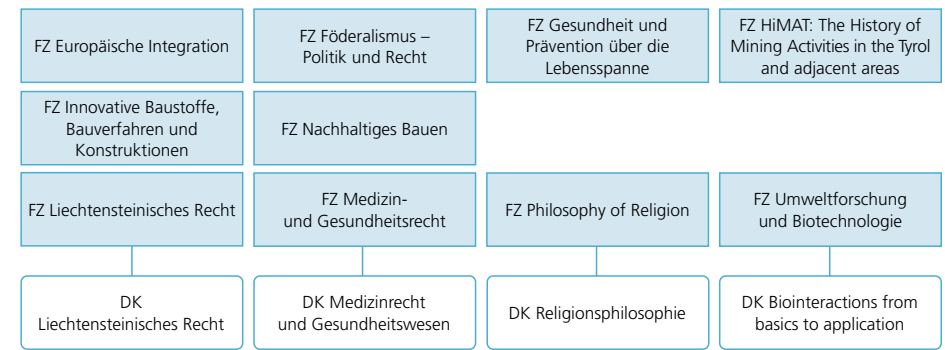 FZ Europäische Integration
FZ Föderalismus –
Politik und Recht
FZ Gesundheit und
Prävention über die
Lebensspanne
FZ HiMAT: The History of
Mining Activities in the Tyrol
and adjacent areas
FZ Innovative Baustoffe,
Bauverfahren und
Konstruktionen
FZ Nachhaltiges Bauen
FZ Liechtensteinisches Recht
FZ Medizin-
und Gesundheitsrecht
FZ Philosophy of Religion
FZ Umweltforschung
und Biotechnologie
DK
Liechtensteinisches Recht
DK Medizinrecht
und Gesundheitswesen
DK Religionsphilosophie
DK Biointeractions from
basics to application